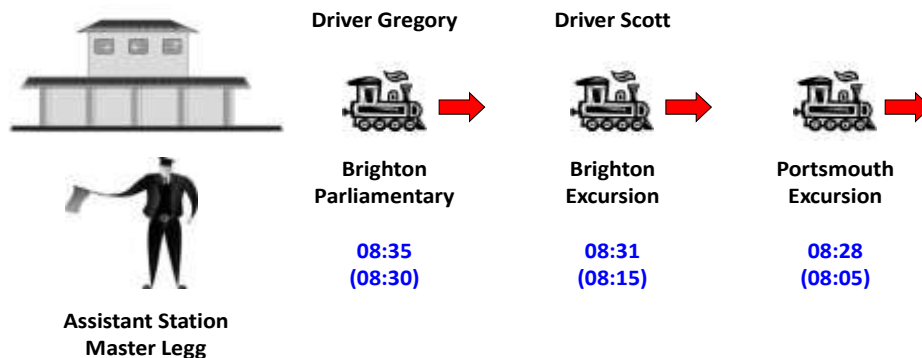 Driver Gregory
Driver Scott
Brighton
Parliamentary
Brighton
Excursion
Portsmouth
Excursion
08:35
(08:30)
08:31
(08:15)
08:28
(08:05)
Assistant Station
Master Legg